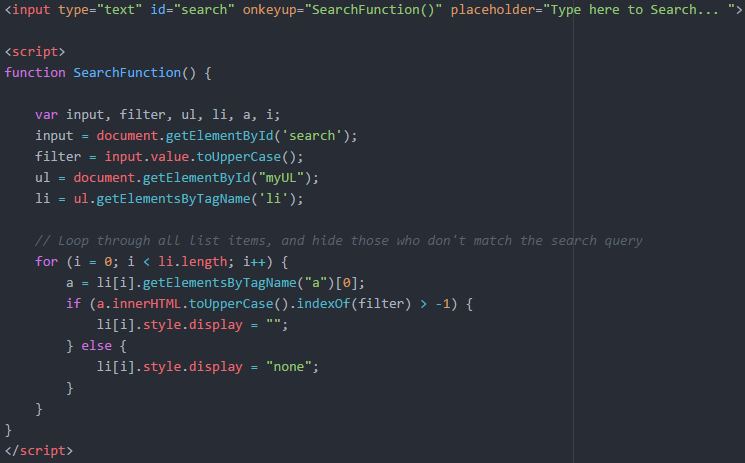 <input type="text" id="search" onkeyup="SearchFunction()" placeholder="Type here to Search... ">
<script>
function SearchFunction() {
var input, filter, ul, li, a, i;
input = document.getElementById('search');
filter = input.value.toUpperCase();
ul = document.getElementById("myUL");
li = ul.getElementsByTagName('li');
// Loop through all list items, and hide those who don't match the search query
for (i = 0; i < li.length; i++) {
a = li[i].getElementsByTagName("a")[0];
if (a.innerHTML.toUpperCase().indexOf(filter) > -1) {
li[i].style.display = "";
} else {
li[i].style.display = "none";
}
}
}
</script>